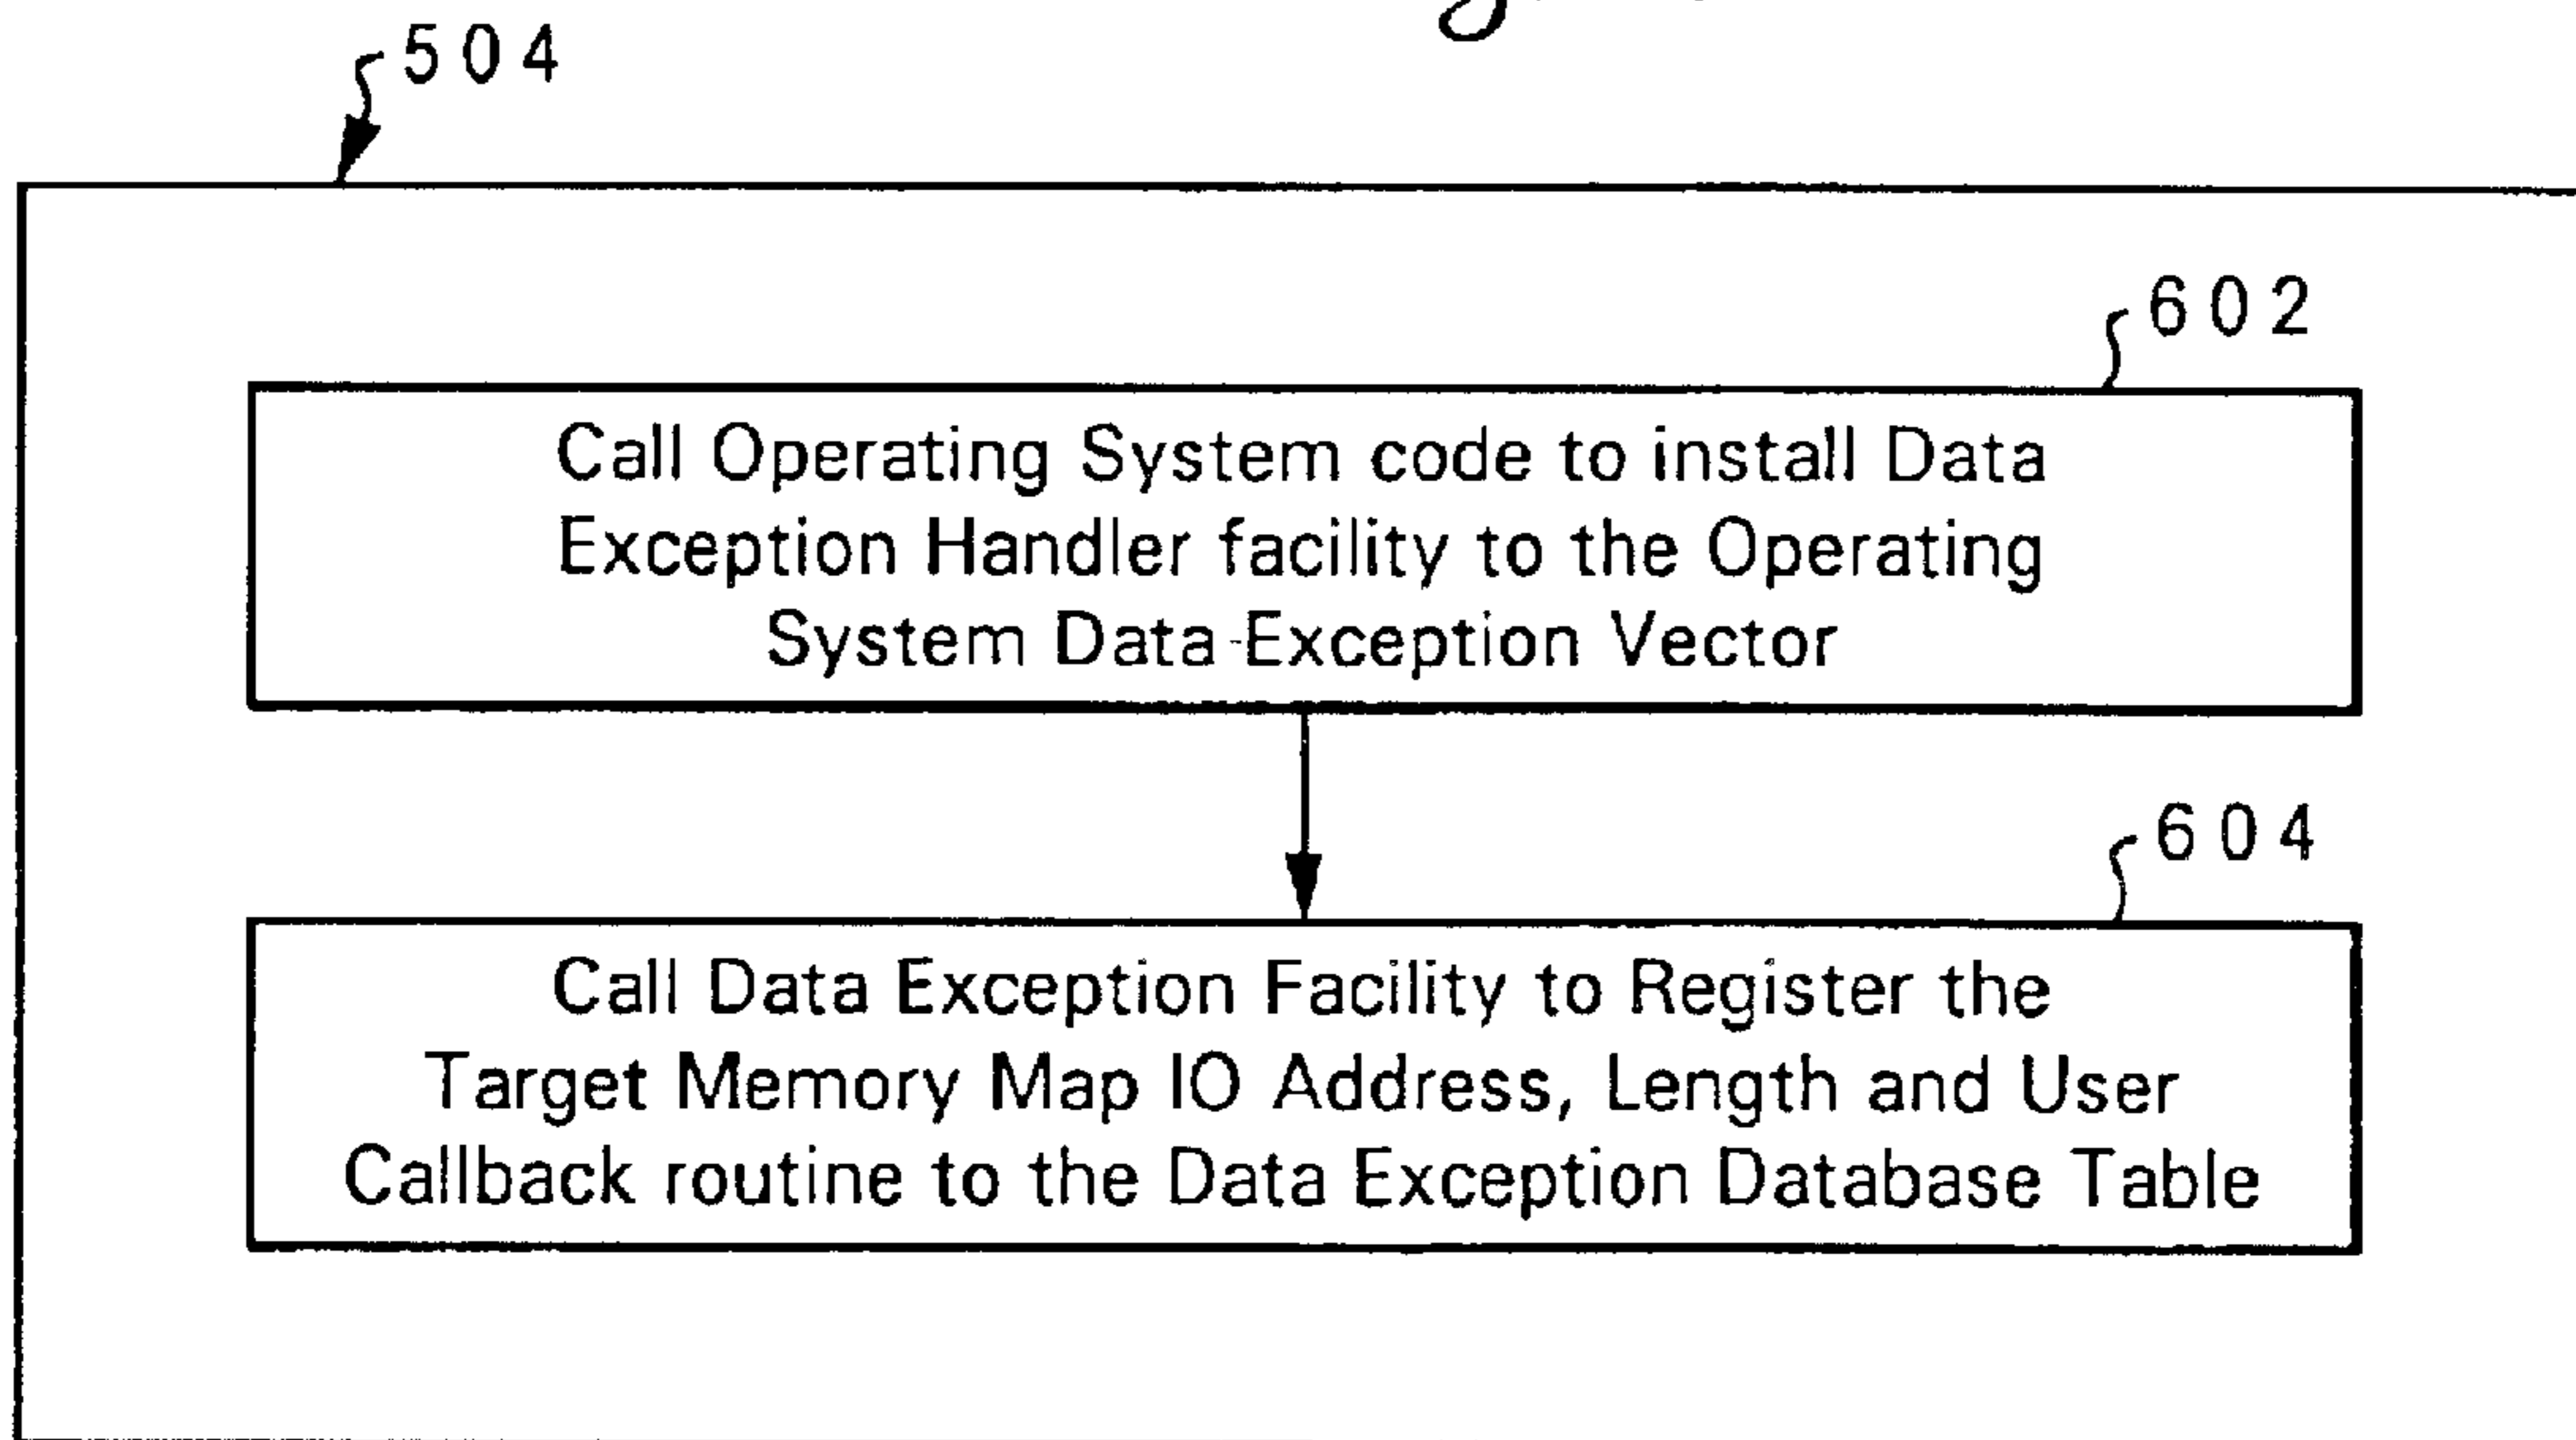 504
602
Call Operating System code to install Data
Exception Handler facility to the Operating
System Data-Exception Vector
604
Call Data Exception Facility to Register the
Target Memory Map IO Address, Length and User
Callback routine to the Data Exception Database Table